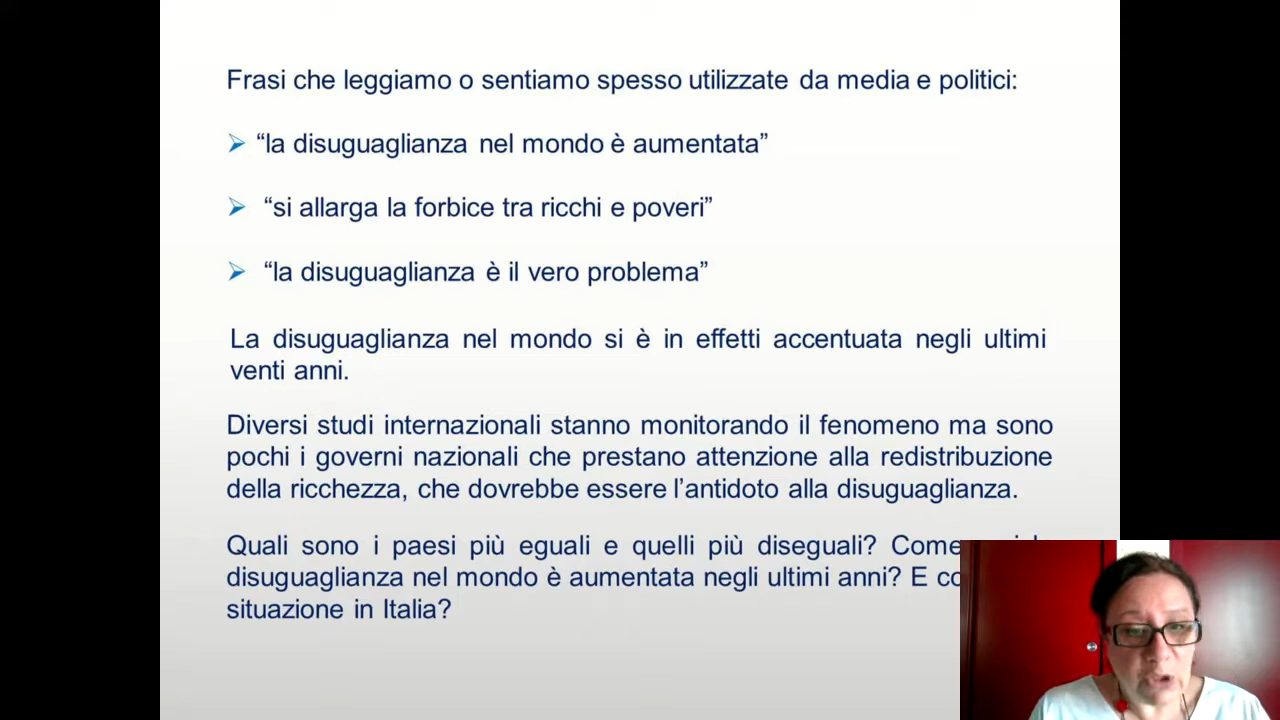 Frasi che leggiamo o sentiamo spesso utilizzate da media e politici:
“la disuguaglianza nel mondo è aumentata”
“si allarga la forbice tra ricchi e poveri”
“la disuguaglianza è il vero problema”
La disuguaglianza nel mondo si è in effetti accentuata negli ultimi
venti anni.
Diversi studi internazionali stanno monitorando il fenomeno ma sono
pochi i governi nazionali che prestano attenzione alla redistribuzione
della ricchezza, che dovrebbe essere l’antidoto alla disuguaglianza.
Quali sono i paesi più eguali e quelli più diseguali? Come
disuguaglianza nel mondo è aumentata negli ultimi anni? E
situazione in Italia?